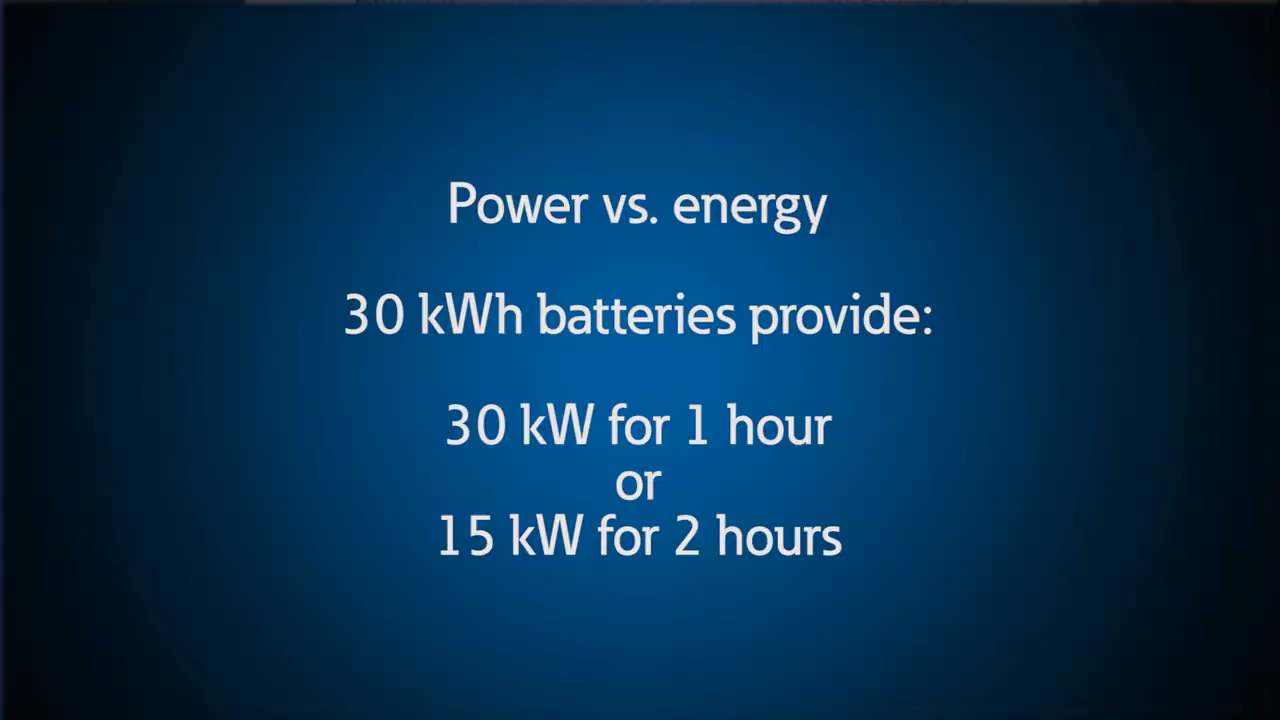 Power vs. energy
30 kWh batteries provide:
30 kW for 1 hour
or
15 kW for 2 hours